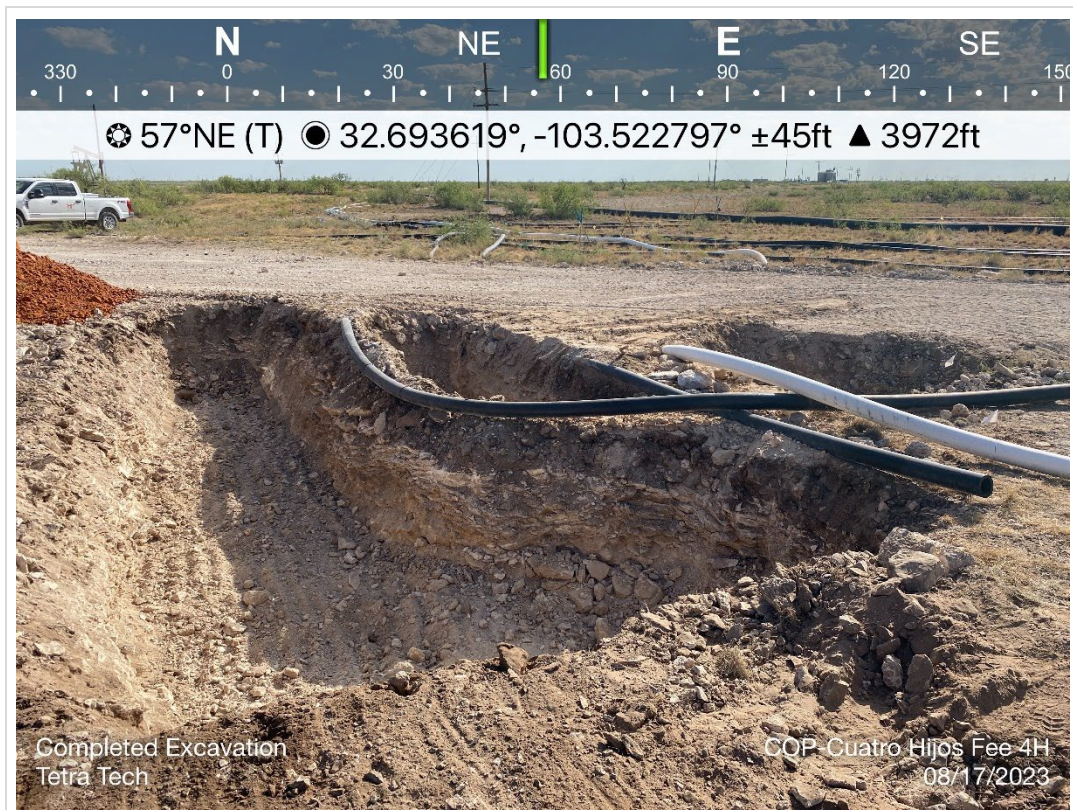 N NE E SE
330 0 30 60 90 120 150
57°NE (T) 32.693619°, -103.522797° ±45ft ▲ 3972ft
Completed Excavation
Tetra Tech
COP-Cuatro Hijos Fee 4H
08/17/2023